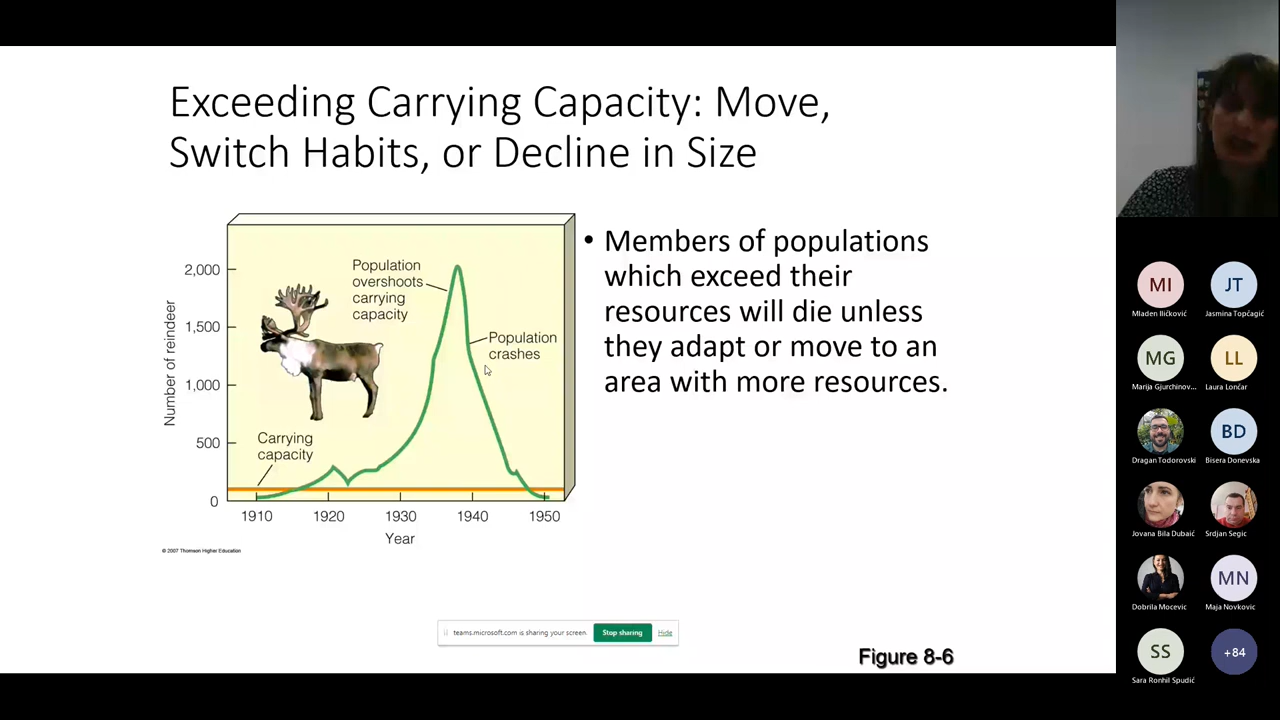 Exceeding Carrying Capacity: Move,
Switch Habits, or Decline in Size
Number of reindeer
2,000
1,500
1,000
500
0
Population
overshoots
carrying
capacity
Population
crashes
Carrying
capacity
1910 1920 1930 1940 1950
Year
© 2007 Thomson Higher Education
• Members of populations
which exceed their
resources will die unless
they adapt or move to an
area with more resources.
teams.microsoft.com is sharing your screen. Stop sharing Hide
Figure 8-6
MI JT
Mladen Iličković Jasmina Topčagić
MG LL
Marija Gjurchinov... Laura Lončar
BD
Dragan Todorovski Bisera Donevska
Jovana Bila Dubaić Srdjan Segic
MN
Dobrila Mocevic Maja Novkovic
SS +84
Sara Ronhil Spudić